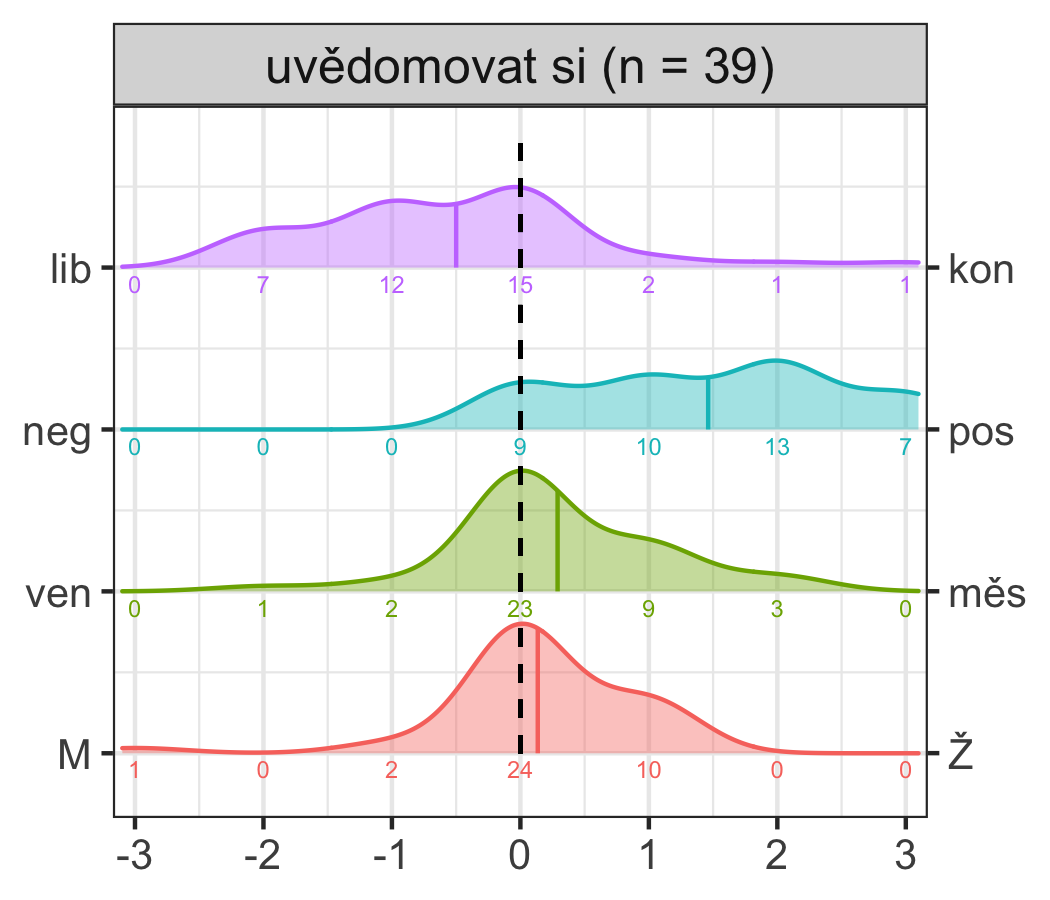 uvědomovat si (n = 39)
lib kon
0 7 12 15 2 1 1
neg pos
0 0 0 9 10 13 7
ven měs
0 1 2 23 9 3 0
M Ž
1 0 2 24 10 0 0
-3 -2 -1 0 1 2 3